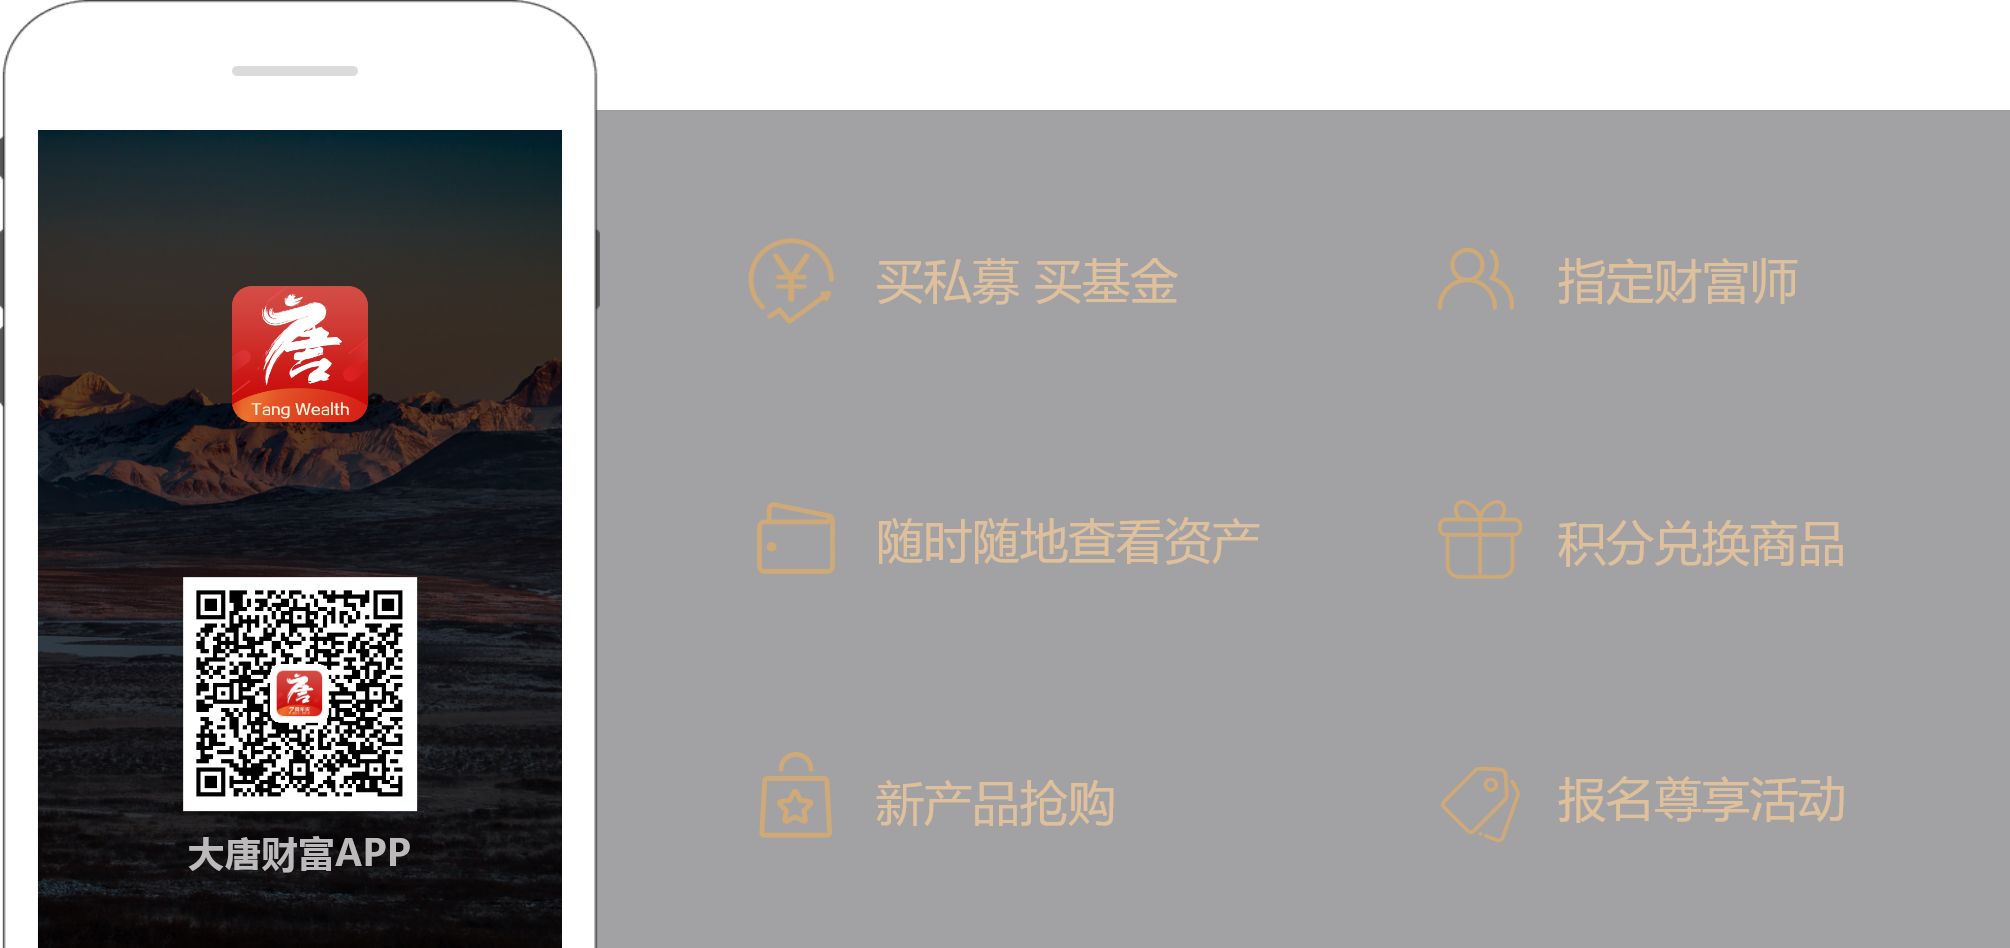 唐
Tang Wealth
大唐财富APP
买私募 买基金
指定财富师
随时随地查看资产
积分兑换商品
新产品抢购
报名尊享活动